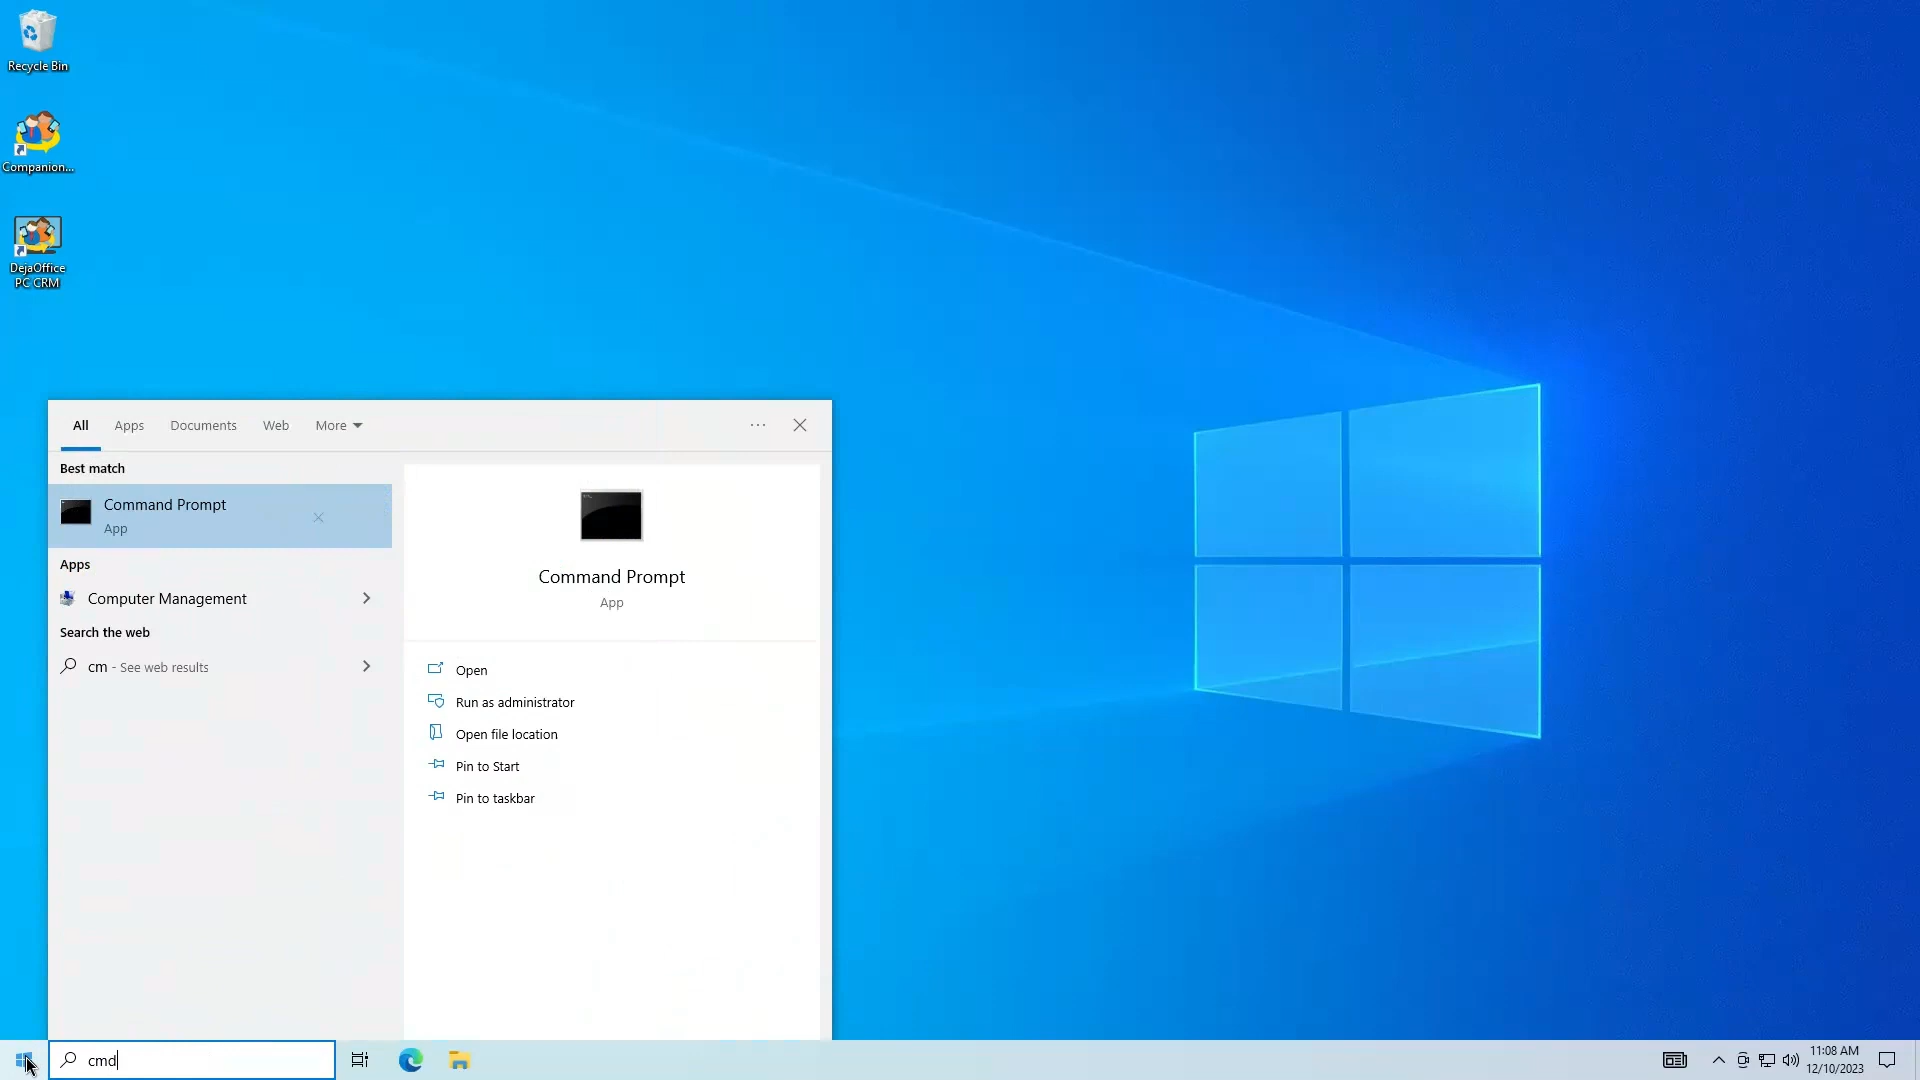 Recycle Bin
Companion...
DejaOffice
PC CRM
All Apps Documents Web More
Best match
Command Prompt
App
Apps
Computer Management
Search the web
cm - See web results
Command Prompt
App
Open
Run as administrator
Open file location
Pin to Start
Pin to taskbar
cmd
11:08 AM
12/10/2023